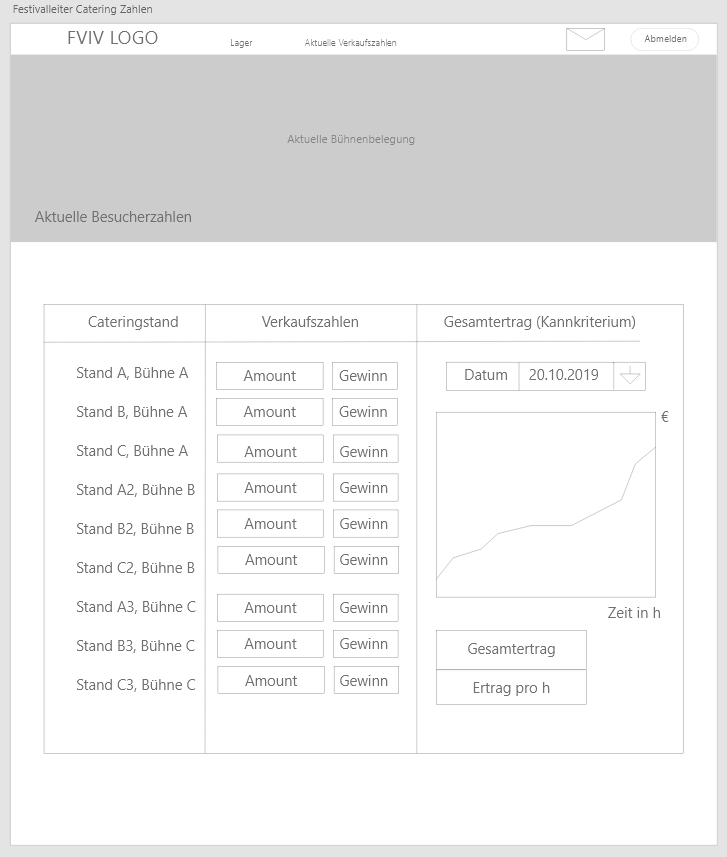 Festivalleiter Catering Zahlen
FVIV LOGO
Lager
Aktuelle Verkaufszahlen
Abmelden
Aktuelle Bühnenbelegung
Aktuelle Besucherzahlen
Cateringstand
Verkaufszahlen
Gesamtertrag (Kannkriterium)
Stand A, Bühne A
Amount
Gewinn
Stand B, Bühne A
Amount
Gewinn
Stand C, Bühne A
Amount
Gewinn
Stand A2, Bühne B
Amount
Gewinn
Stand B2, Bühne B
Amount
Gewinn
Stand C2, Bühne B
Amount
Gewinn
Stand A3, Bühne C
Amount
Gewinn
Stand B3, Bühne C
Amount
Gewinn
Stand C3, Bühne C
Amount
Gewinn
Datum
20.10.2019
€
Zeit in h
Gesamtertrag
Ertrag pro h